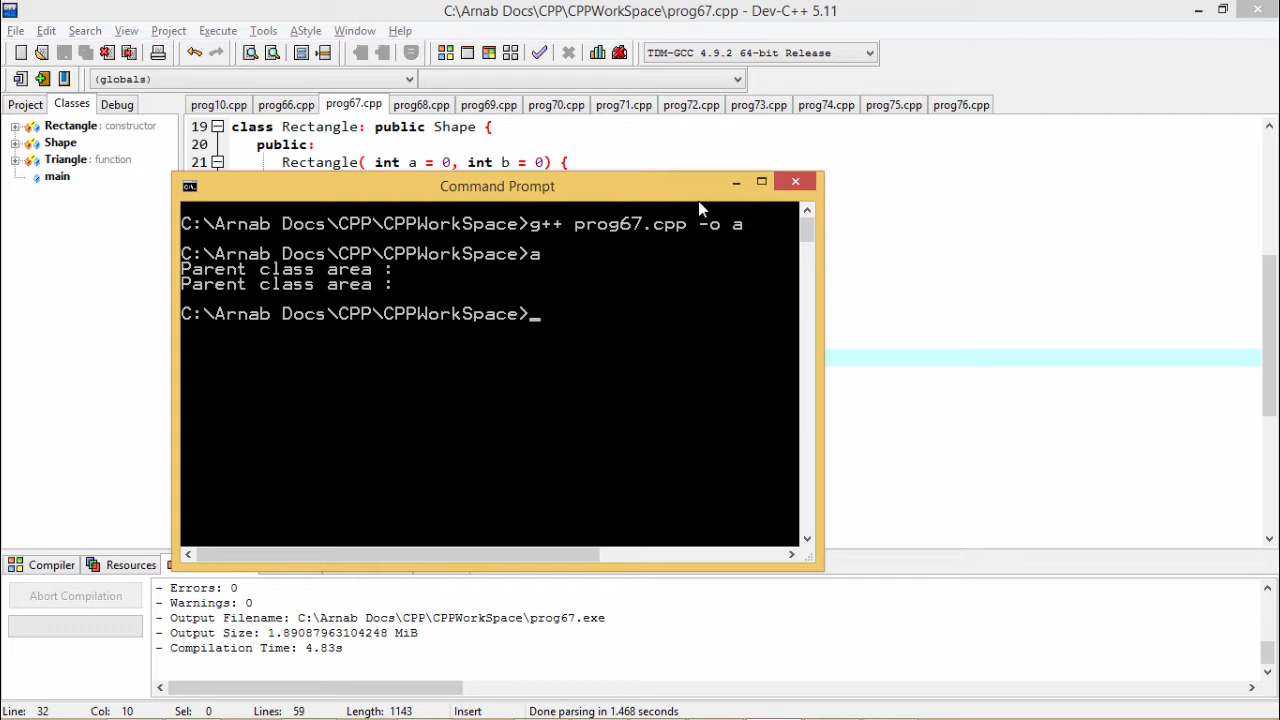 C:\Arnab Docs\CPP\CPPWorkSpace\prog67.cpp - Dev-C++ 5.11
File Edit Search View Project Execute Tools AStyle Window Help
TDM-GCC 4.9.2 64-bit Release
(globals)
Project Classes Debug prog10.cpp prog66.cpp prog67.cpp prog68.cpp prog69.cpp prog70.cpp prog71.cpp prog72.cpp prog73.cpp prog74.cpp prog75.cpp prog76.cpp
Rectangle : constructor
Shape
Triangle : function
main
19 class Rectangle: public Shape {
20 public:
21 Rectangle( int a = 0, int b = 0) {
Command Prompt
C:\Arnab Docs\CPP\CPPWorkSpace>g++ prog67.cpp -o a
C:\Arnab Docs\CPP\CPPWorkSpace>a
Parent class area :
Parent class area :
C:\Arnab Docs\CPP\CPPWorkSpace>_
Compiler Resources
Abort Compilation
- Errors: 0
- Warnings: 0
- Output Filename: C:\Arnab Docs\CPP\CPPWorkSpace\prog67.exe
- Output Size: 1.89087963104248 MiB
- Compilation Time: 4.83s
Line: 32 Col: 10 Sel: 0 Lines: 59 Length: 1143 Insert Done parsing in 1.468 seconds